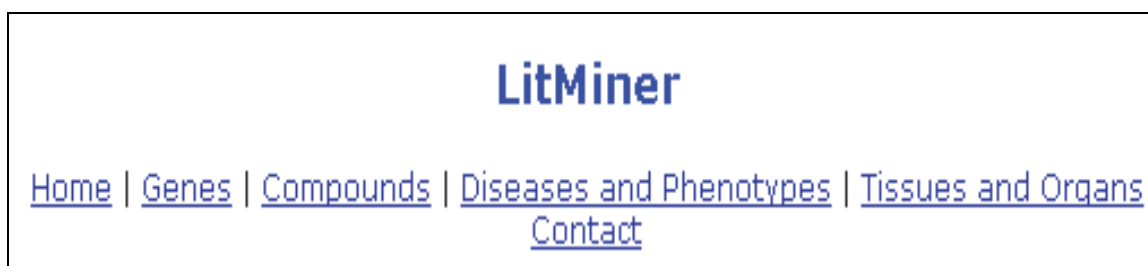 LitMiner
Home | Genes | Compounds | Diseases and Phenotypes | Tissues and Organs
Contact